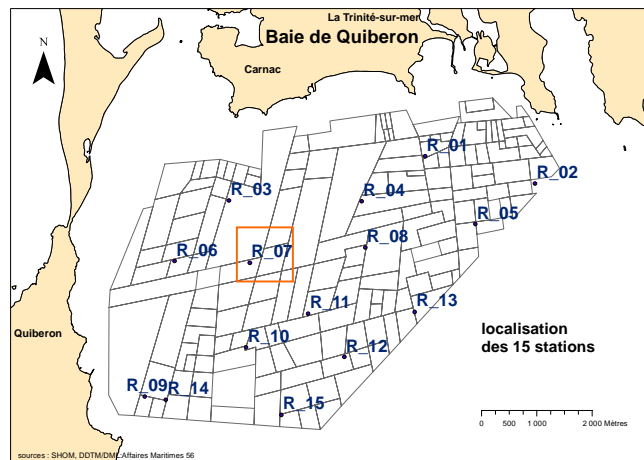 La Trinité-sur-mer
Baie de Quiberon
N
Carnac
R_01
R_02
R_03
R_04
R_05
R_06
R_07
R_08
R_11
R_13
Quiberon
R_10
R_12
localisation
des 15 stations
R_09
R_14
R_15
0 500 1 000 2 000 Mètres
sources : SHOM, DDTM/DML:Affaires Maritimes 56